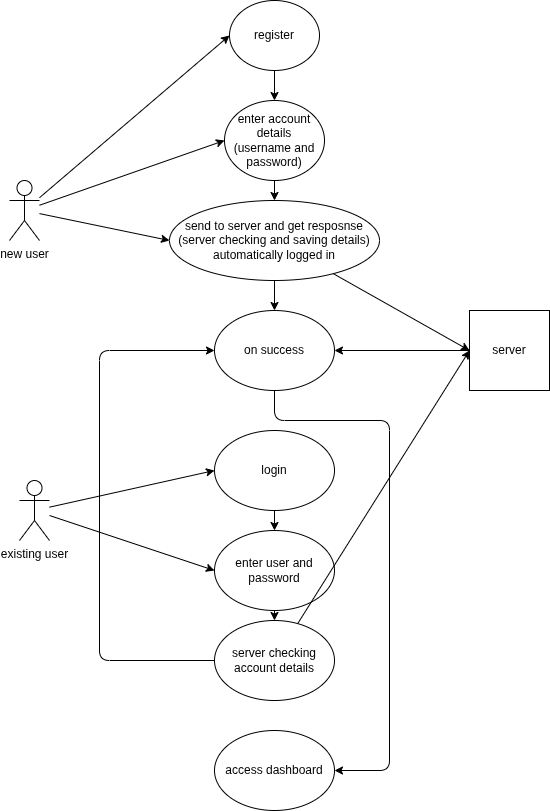 register
enter account
details
(username and
password)
send to server and get resposnse
(server checking and saving details)
automatically logged in
new user
on success
server
login
existing user
enter user and
password
server checking
account details
access dashboard